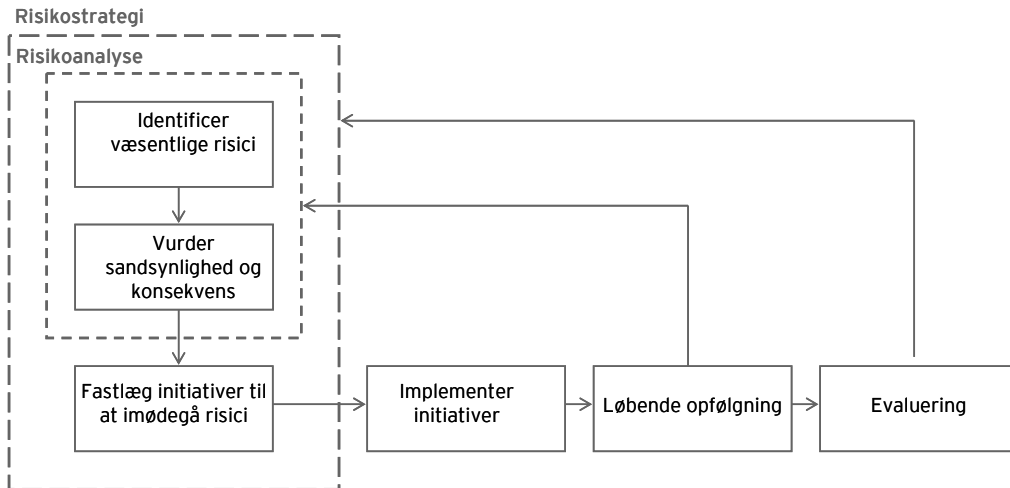 Risikostrategi
Risikoanalyse
Identificer
væsentlige risici
Vurder
sandsynlighed og
konsekvens
Fastlæg initiativer til
at imødegå risici
Implementer
initiativer
Løbende opfølgning
Evaluering